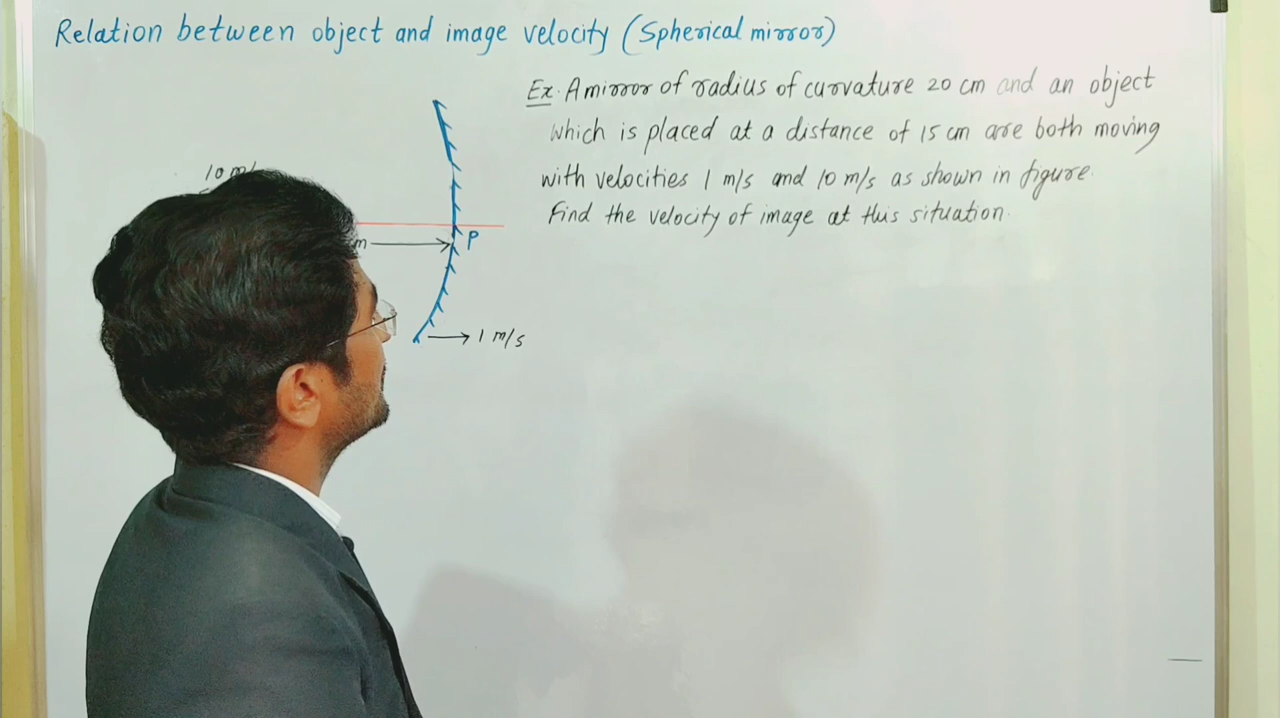 Relation between object and image velocity (Spherical mirror)
Ex. A mirror of radius of curvature 20 cm and an object
which is placed at a distance of 15 cm are both moving
with velocities 1 m/s and 10 m/s as shown in figure.
Find the velocity of image at this situation.
10 m/s
m
P
1 m/s